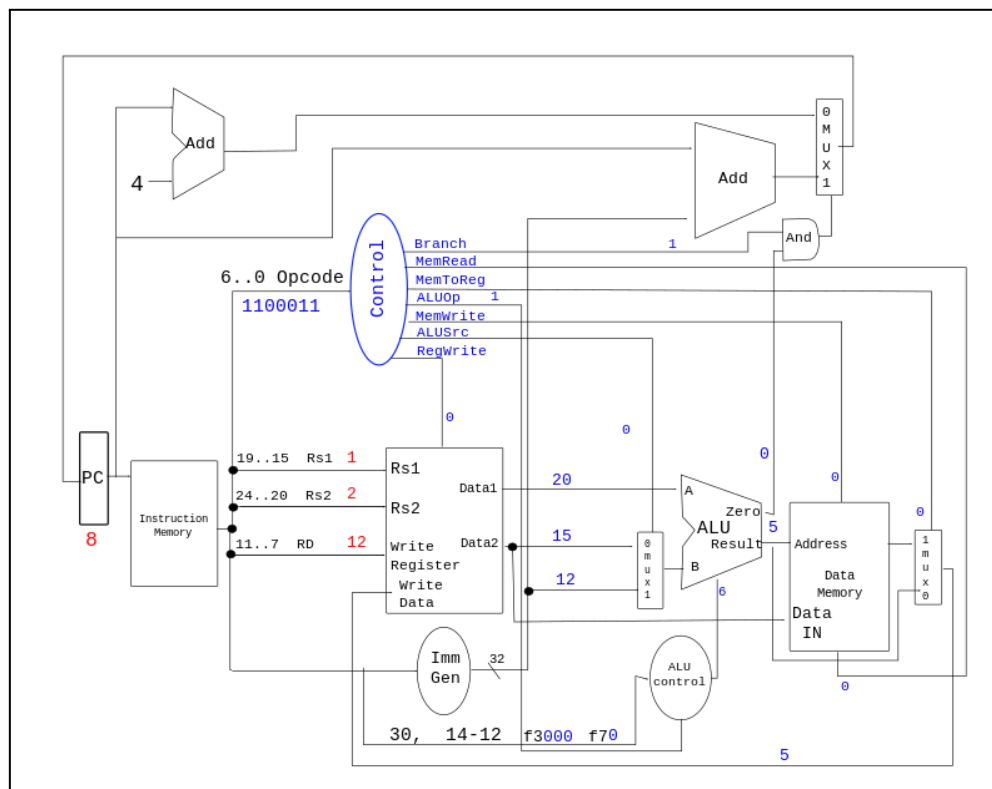 0
M
U
X
1
Add
4
Add
And
Branch 1
MemRead
6..0 Opcode
1100011
Control
MemToReg
ALUOp 1
MemWrite
ALUSrc
RegWrite
0
0
0
0
0
PC
8
Instruction
Memory
19..15 Rs1 1
24..20 Rs2 2
11..7 RD 12
Rs1
Rs2
Write
Register
Write
Data
Data1
Data2
20
15
12
0
m
u
x
1
A
B
ALU
Zero
Result
5
6
Address
Data
Memory
Data
IN
1
m
u
x
0
Imm
Gen
32
ALU
control
0
30, 14-12 f3000 f70
5